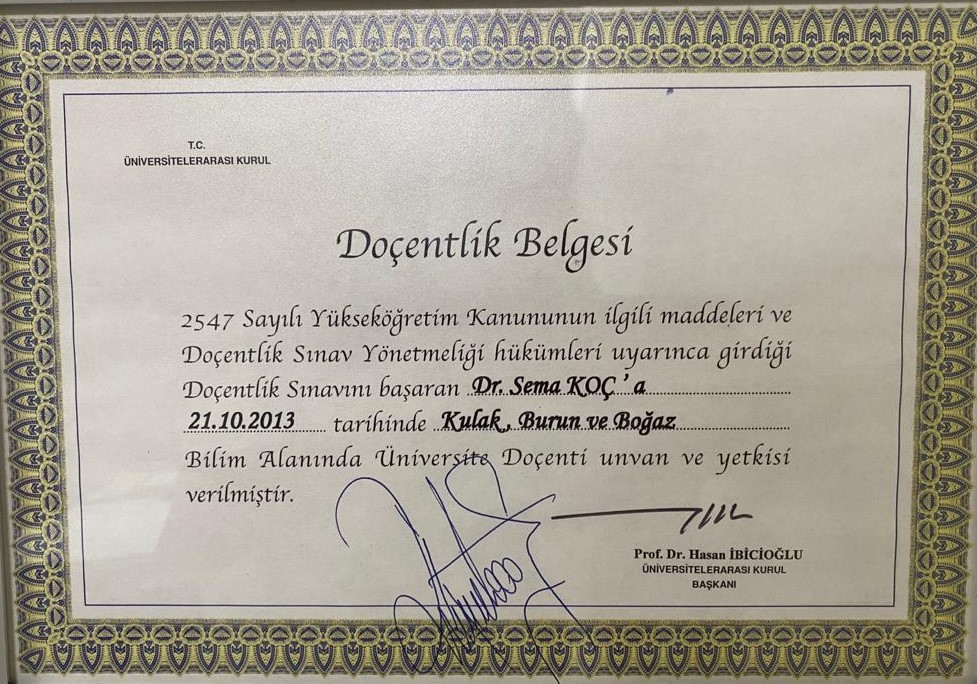 T.C.
ÜNİVERSİTELERARASI KURUL
Doçentlik Belgesi
2547 Sayılı Yükseköğretim Kanununun ilgili maddeleri ve
Doçentlik Sınav Yönetmeliği hükümleri uyarınca girdiği
Doçentlik Sınavını başaran Dr. Sema KOÇ'a
21.10.2013 tarihinde Kulak, Burun ve Boğaz
Bilim Alanında Üniversite Doçenti unvan ve yetkisi
verilmiştir.
Prof. Dr. Hasan İBİCİOĞLU
ÜNİVERSİTELERARASI KURUL
BAŞKANI